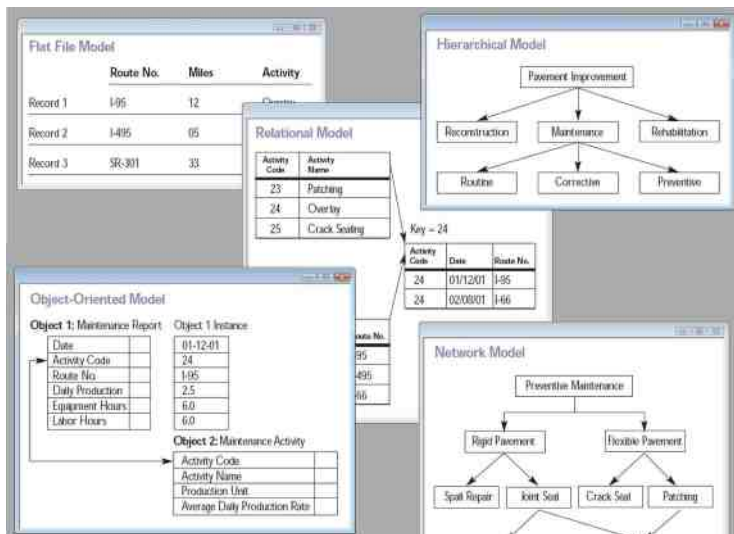 Flat File Model
Route No. Miles Activity
Record 1 I-95 12 Overlay
Record 2 I-495 05
Record 3 SR-301 33
Hierarchical Model
Pavement Improvement
Reconstruction Maintenance Rehabilitation
Routine Corrective Preventive
Relational Model
Activity Code Activity Name
23 Patching
24 Overlay
25 Crack Sealing
Key = 24
Activity Code Date Route No.
24 01/12/01 I-95
24 02/08/01 I-66
Route No.
95
495
66
Object-Oriented Model
Object 1: Maintenance Report Object 1 Instance
Date 01-12-01
Activity Code 24
Route No. I-95
Daily Production 2.5
Equipment Hours 6.0
Labor Hours 6.0
Object 2: Maintenance Activity
Activity Code
Activity Name
Production Unit
Average Daily Production Rate
Network Model
Preventive Maintenance
Rigid Pavement Flexible Pavement
Spall Repair Joint Seal Crack Seal Patching